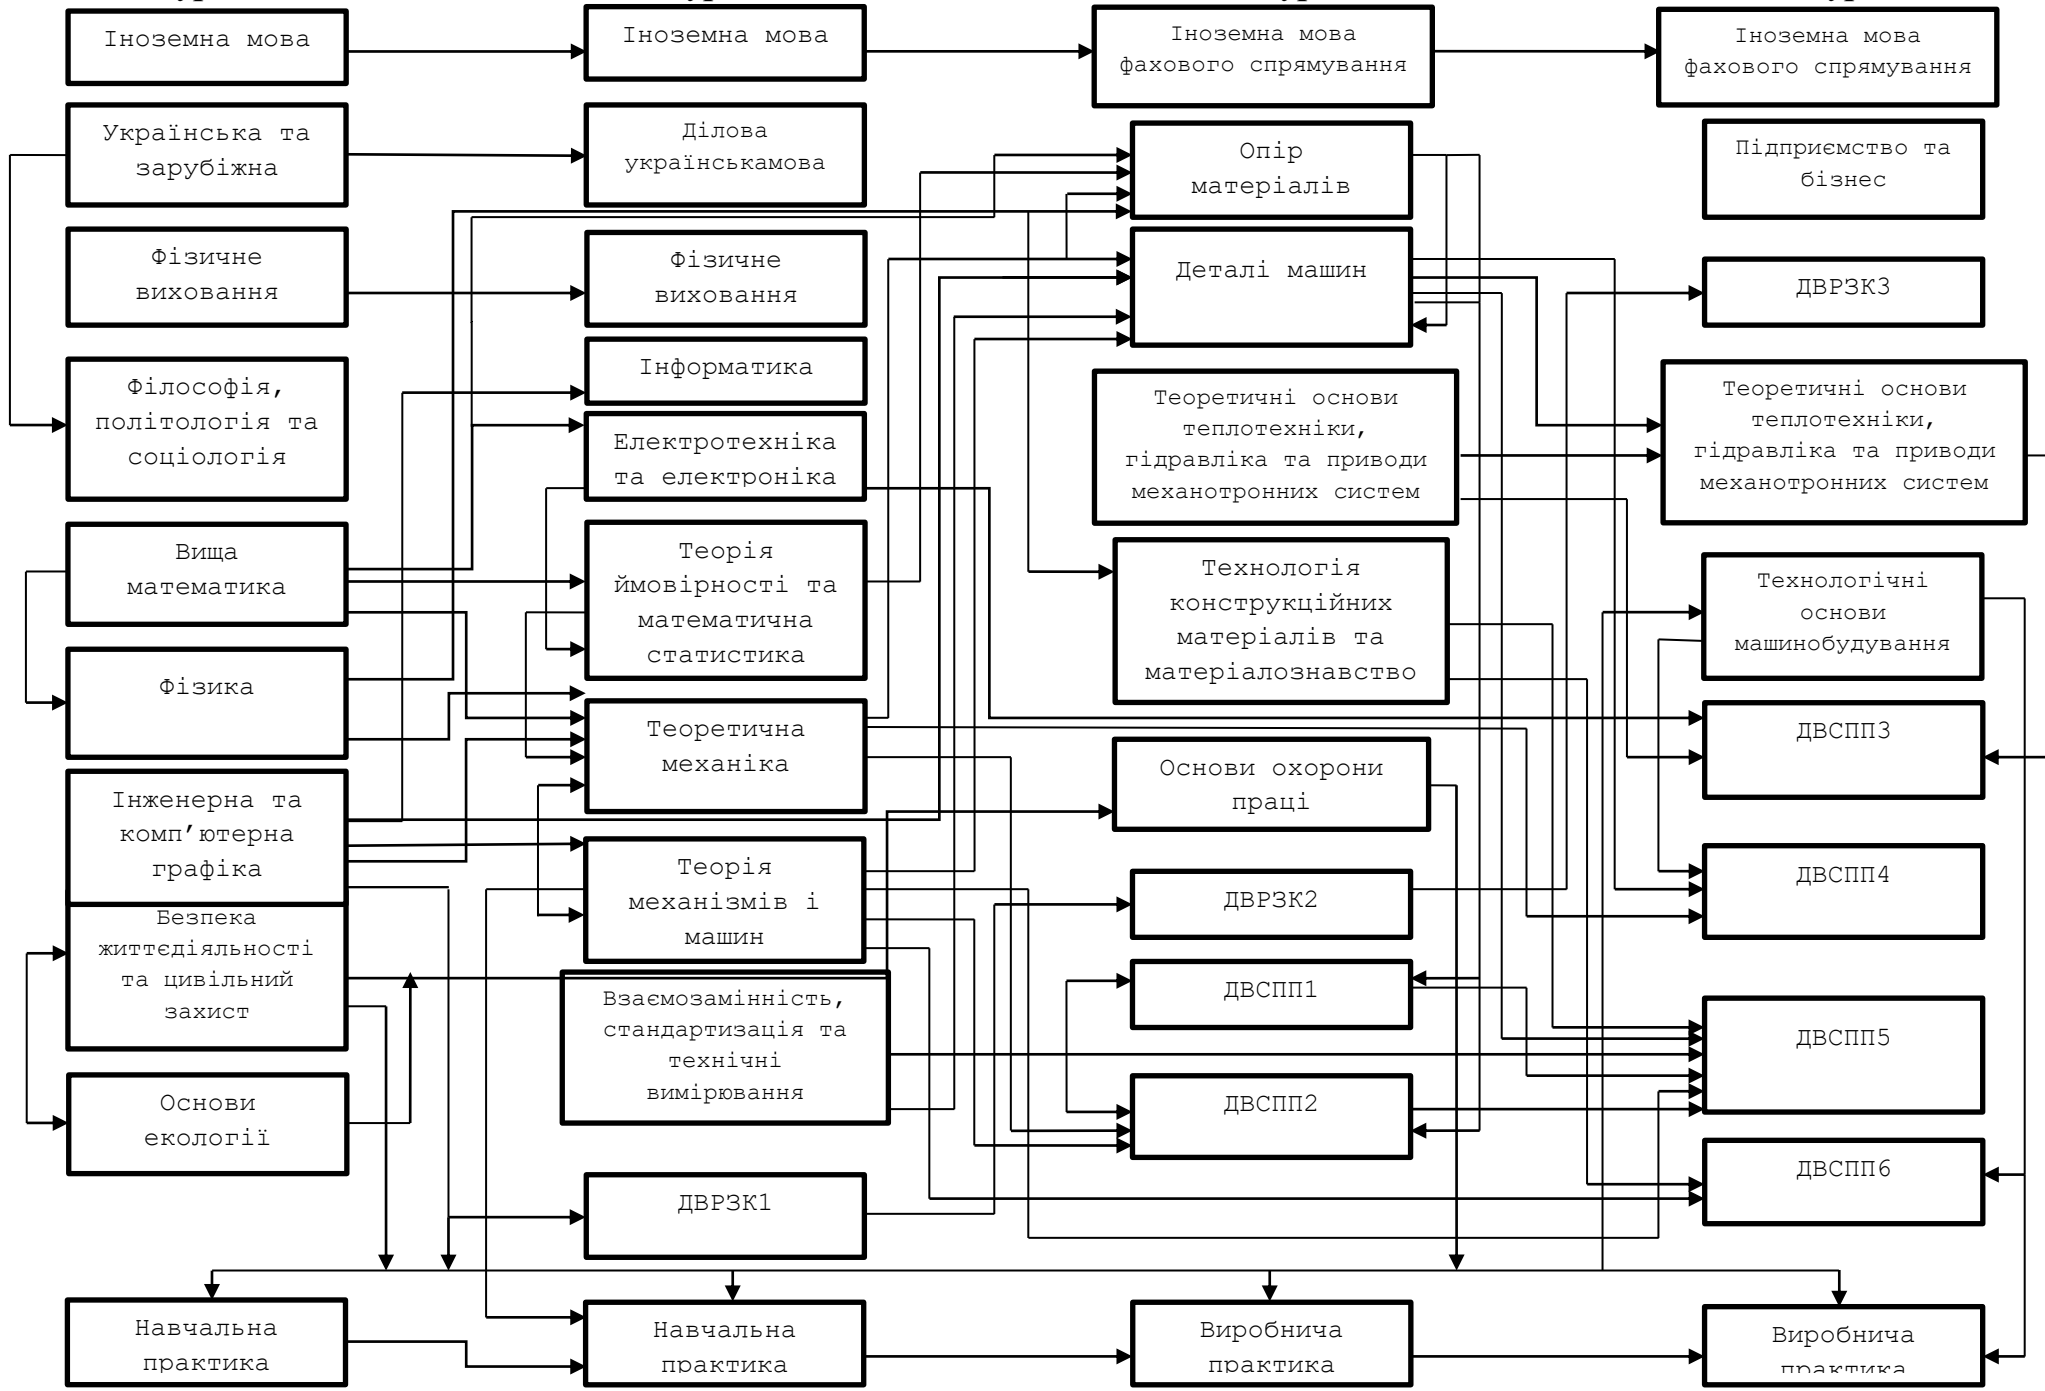 Іноземна мова
Українська та
зарубіжна
Фізичне
виховання
Філософія,
політологія та
соціологія
Вища
математика
Фізика
Інженерна та
комп’ютерна
графіка
Безпека
життєдіяльності
та цивільний
захист
Основи
екології
Навчальна
практика
Іноземна мова
Ділова
українськамова
Фізичне
виховання
Інформатика
Електротехніка
та електроніка
Теорія
ймовірності та
математична
статистика
Теоретична
механіка
Теорія
механізмів і
машин
Взаємозамінність,
стандартизація та
технічні
вимірювання
ДВРЗК1
Навчальна
практика
Іноземна мова
фахового спрямування
Опір
матеріалів
Деталі машин
Теоретичні основи
теплотехніки,
гідравліка та приводи
механотронних систем
Технологія
конструкційних
матеріалів та
матеріалознавство
Основи охорони
праці
ДВРЗК2
ДВСПП1
ДВСПП2
Виробнича
практика
Іноземна мова
фахового спрямування
Підприємство та
бізнес
ДВРЗК3
Теоретичні основи
теплотехніки,
гідравліка та приводи
механотронних систем
Технологічні
основи
машинобудування
ДВСПП3
ДВСПП4
ДВСПП5
ДВСПП6
Виробнича
практика